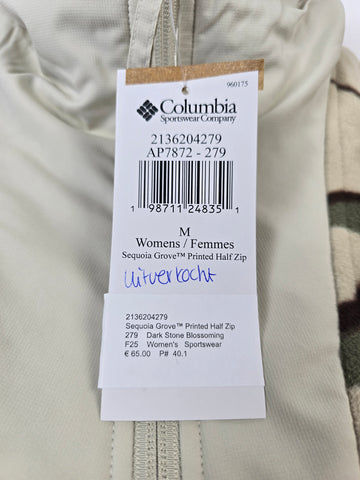 960175
Columbia
Sportswear Company
2136204279
AP7872 - 279
1 98711 24835 1
M
Womens / Femmes
Sequoia Grove™ Printed Half Zip
uitverkocht
2136204279
Sequoia Grove™ Printed Half Zip
279 Dark Stone Blossoming
F25 Women's Sportswear
€ 65.00 P# 40.1